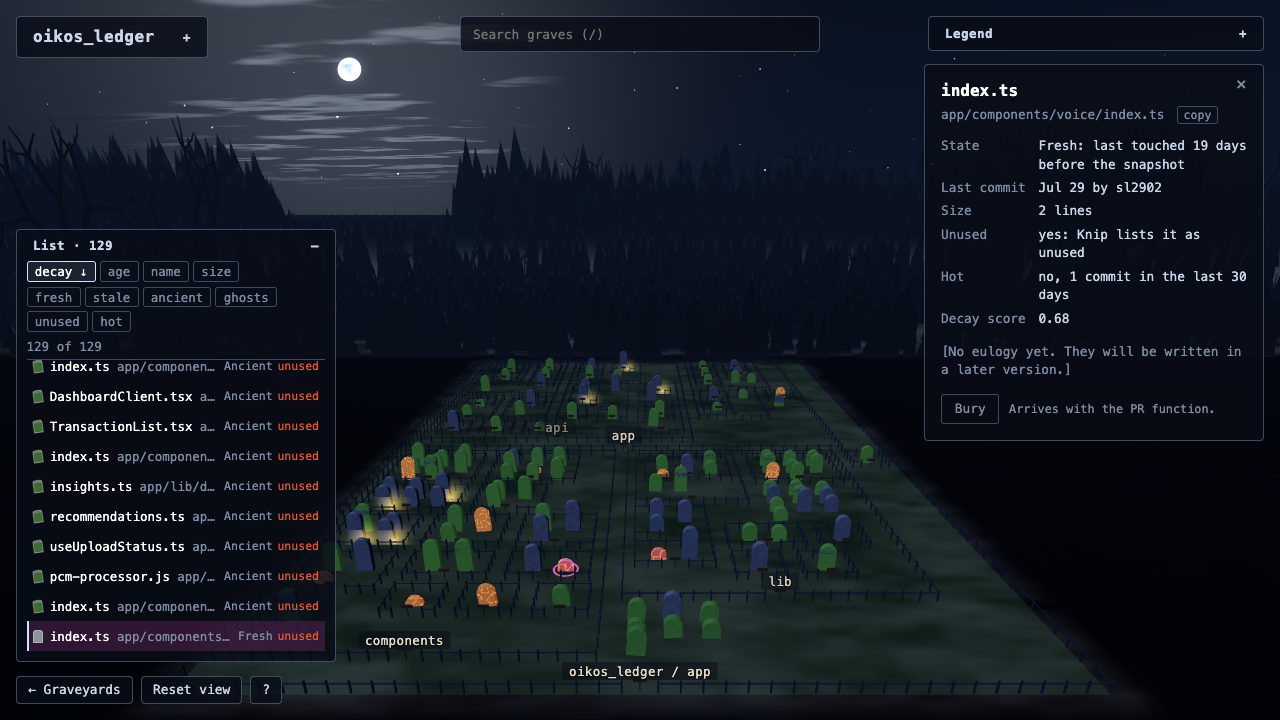 oikos_ledger +
Search graves (/)
Legend +
index.ts ×
app/components/voice/index.ts copy
State Fresh: last touched 19 days
before the snapshot
Last commit Jul 29 by sl2902
Size 2 lines
Unused yes: Knip lists it as
unused
Hot no, 1 commit in the last 30
days
Decay score 0.68
[No eulogy yet. They will be written in
a later version.]
Bury Arrives with the PR function.
List · 129 −
decay ↓ age name size
fresh stale ancient ghosts
unused hot
129 of 129
index.ts app/componen… Ancient unused
DashboardClient.tsx a… Ancient unused
TransactionList.tsx a… Ancient unused
index.ts app/componen… Ancient unused
insights.ts app/lib/d… Ancient unused
recommendations.ts ap… Ancient unused
useUploadStatus.ts ap… Ancient unused
pcm-processor.js app/… Ancient unused
index.ts app/componen… Ancient unused
index.ts app/components… Fresh unused
api
app
lib
components
oikos_ledger / app
← Graveyards Reset view ?